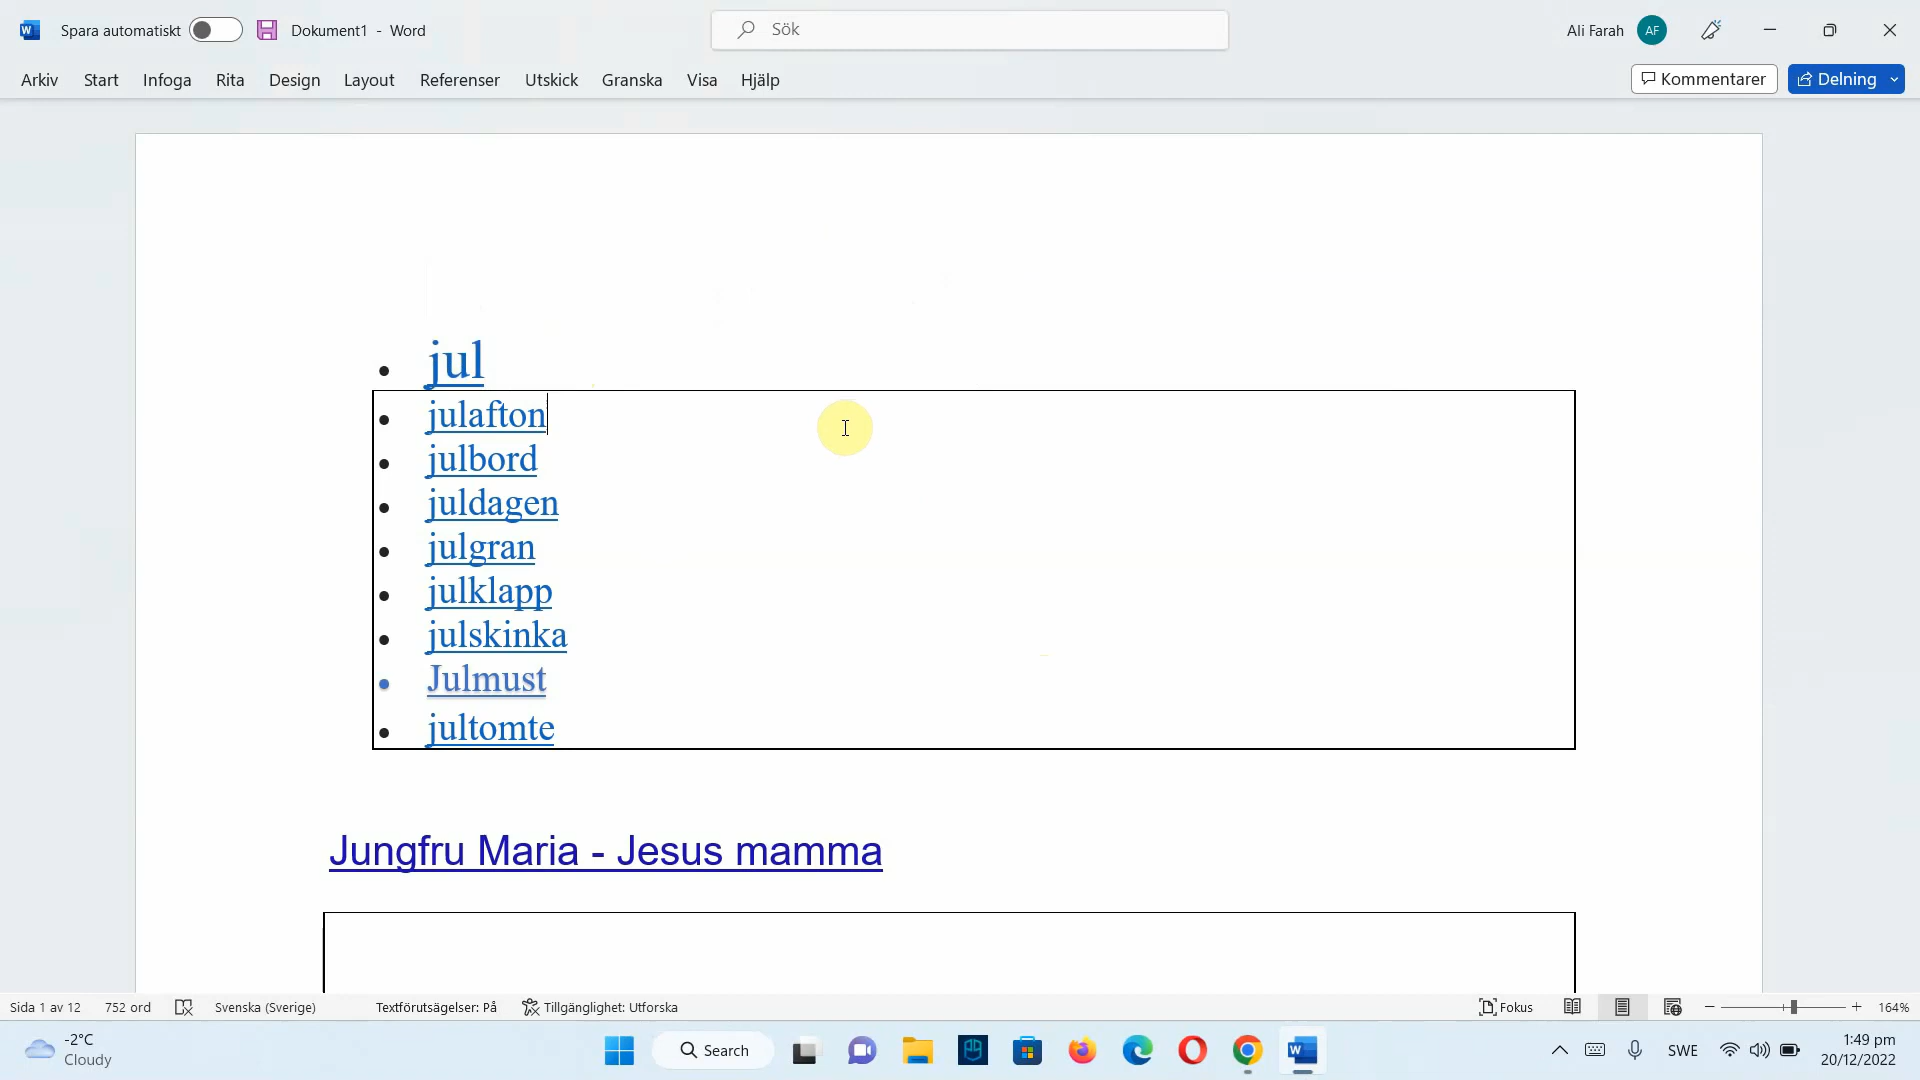 Spara automatiskt Dokument1 - Word Sök Ali Farah AF
Arkiv Start Infoga Rita Design Layout Referenser Utskick Granska Visa Hjälp Kommentarer Delning
• jul
• julafton
• julbord
• juldagen
• julgran
• julklapp
• julskinka
• Julmust
• jultomte
Jungfru Maria - Jesus mamma
Sida 1 av 12 752 ord Svenska (Sverige) Textförutsägelser: På Tillgänglighet: Utforska Fokus 164%
-2°C
Cloudy
Search
SWE
1:49 pm
20/12/2022